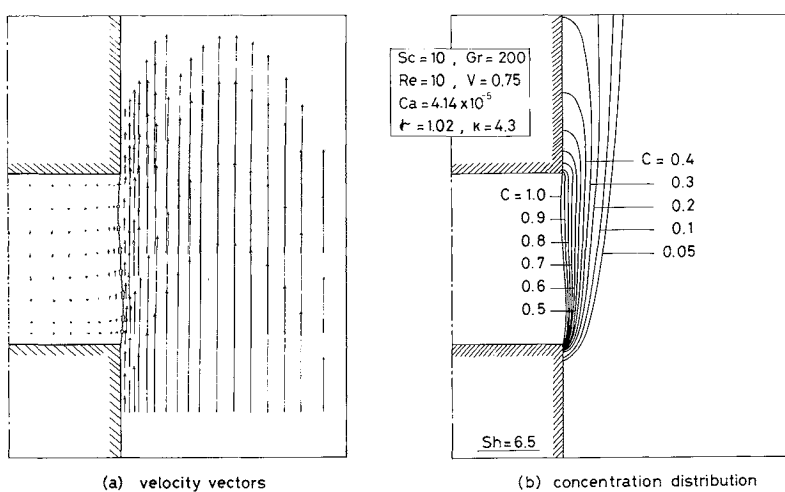 Sc = 10 , Gr = 200
Re = 10 , V = 0.75
Ca = 4.14 x 10⁻⁵
= 1.02 , κ = 4.3
C = 0.4
0.3
0.2
0.1
0.05
C = 1.0
0.9
0.8
0.7
0.6
0.5
Sh = 6.5
(a) velocity vectors
(b) concentration distribution